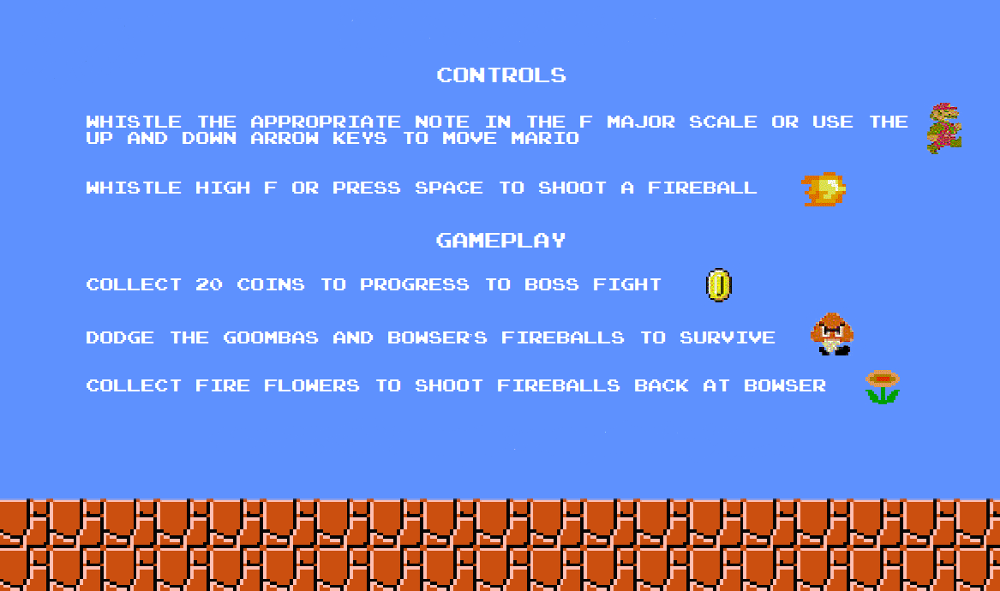 CONTROLS
WHISTLE THE APPROPRIATE NOTE IN THE F MAJOR SCALE OR USE THE
UP AND DOWN ARROW KEYS TO MOVE MARIO
WHISTLE HIGH F OR PRESS SPACE TO SHOOT A FIREBALL
GAMEPLAY
COLLECT 20 COINS TO PROGRESS TO BOSS FIGHT
DODGE THE GOOMBAS AND BOWSER'S FIREBALLS TO SURVIVE
COLLECT FIRE FLOWERS TO SHOOT FIREBALLS BACK AT BOWSER